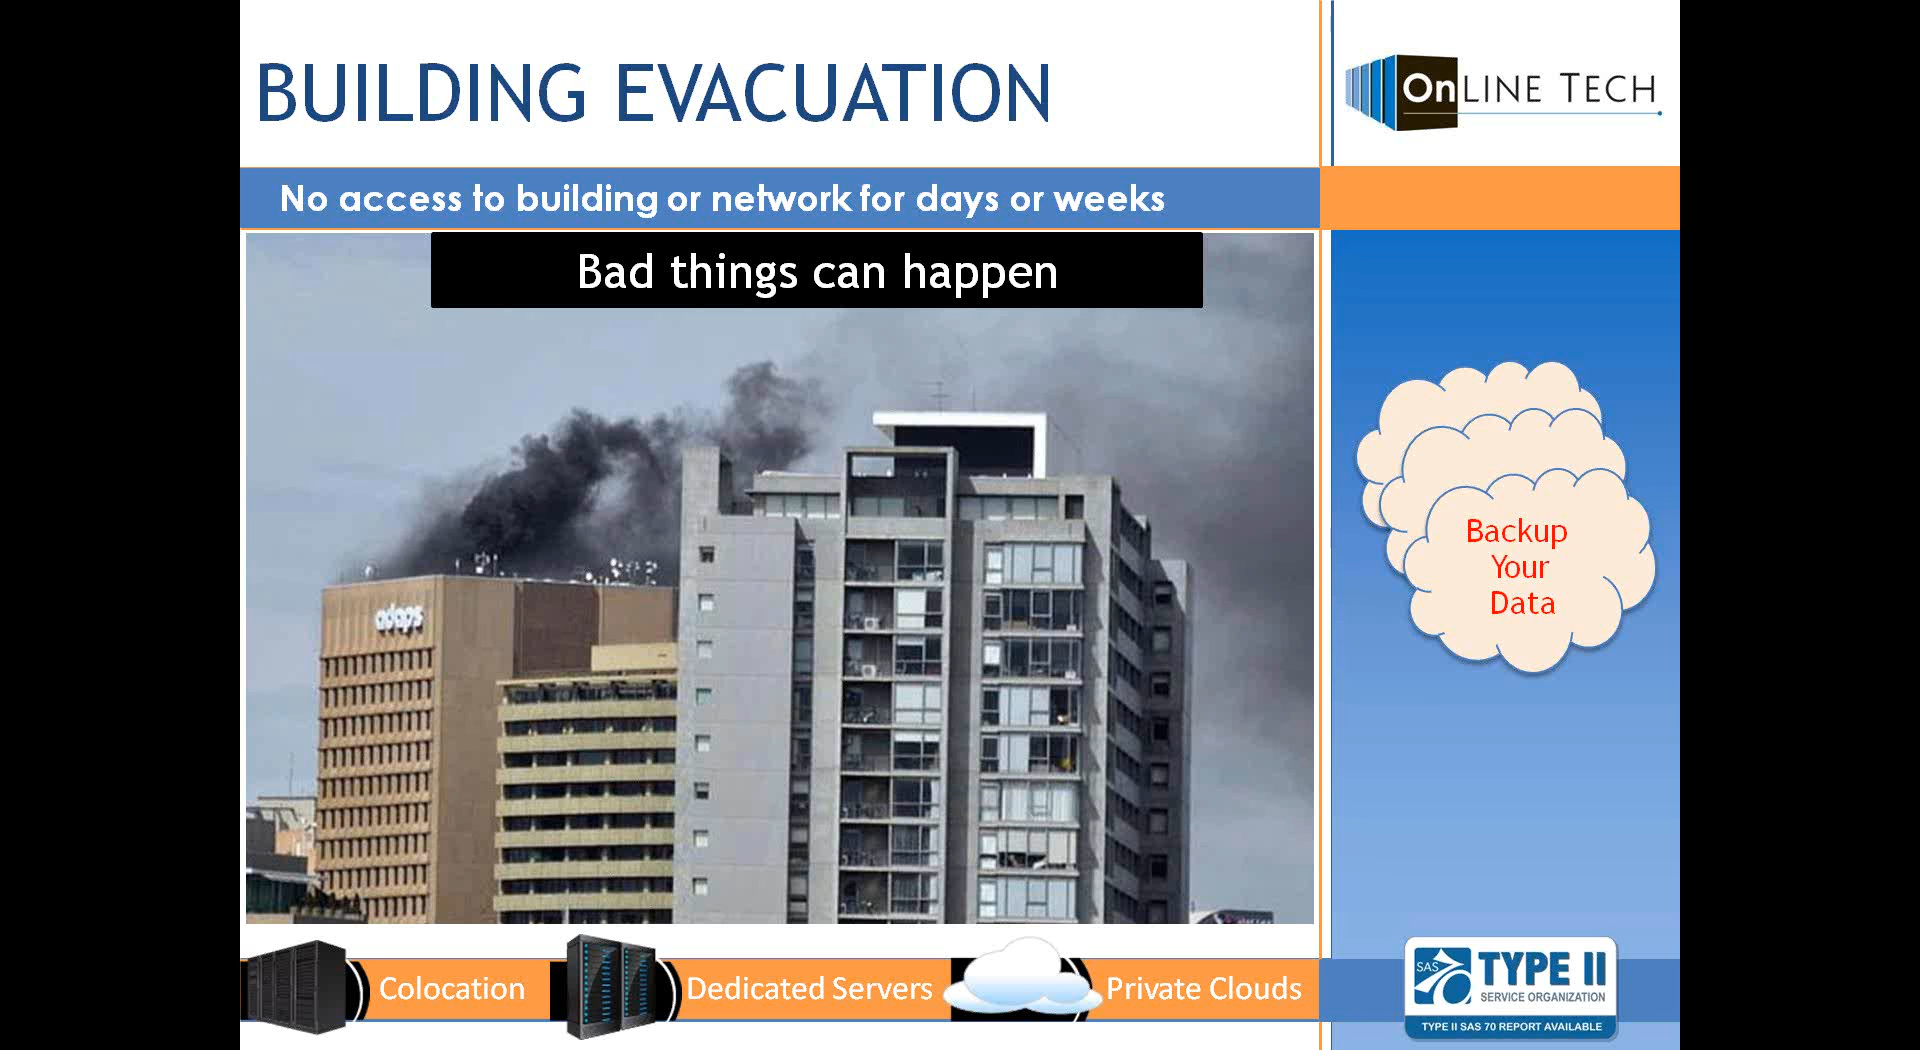 BUILDING EVACUATION
OnLINE TECH
No access to building or network for days or weeks
Bad things can happen
adaps
Backup
Your
Data
Colocation
Dedicated Servers
Private Clouds
SAS
70
TYPE II
SERVICE ORGANIZATION
TYPE II SAS 70 REPORT AVAILABLE